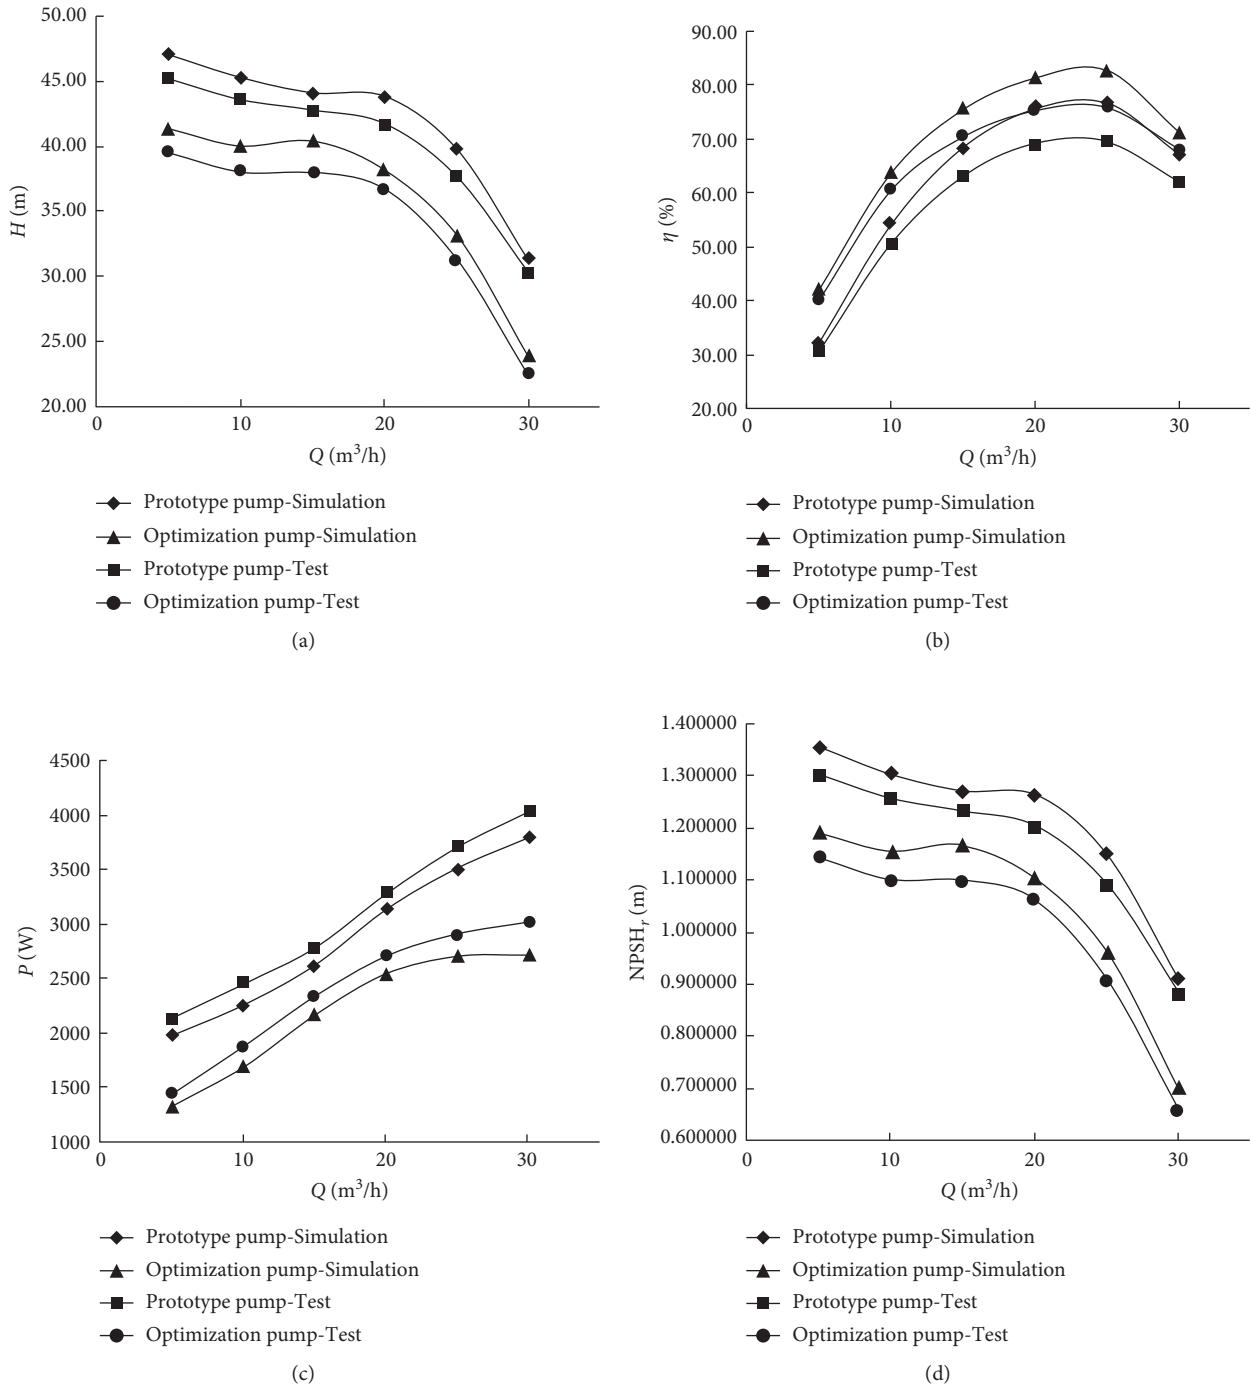 50.00
45.00
40.00
35.00
30.00
25.00
20.00
H (m)
0 10 20 30
Q (m³/h)
Prototype pump-Simulation
Optimization pump-Simulation
Prototype pump-Test
Optimization pump-Test
(a)
90.00
80.00
70.00
60.00
50.00
40.00
30.00
20.00
η (%)
0 10 20 30
Q (m³/h)
Prototype pump-Simulation
Optimization pump-Simulation
Prototype pump-Test
Optimization pump-Test
(b)
4500
4000
3500
3000
2500
2000
1500
1000
P (W)
0 10 20 30
Q (m³/h)
Prototype pump-Simulation
Optimization pump-Simulation
Prototype pump-Test
Optimization pump-Test
(c)
1.400000
1.300000
1.200000
1.100000
1.000000
0.900000
0.800000
0.700000
0.600000
NPSHr (m)
0 10 20 30
Q (m³/h)
Prototype pump-Simulation
Optimization pump-Simulation
Prototype pump-Test
Optimization pump-Test
(d)